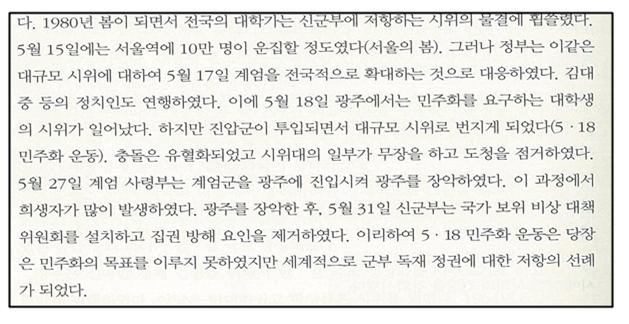 다. 1980년 봄이 되면서 전국의 대학가는 신군부에 저항하는 시위의 물결에 휩쓸렸다.
5월 15일에는 서울역에 10만 명이 운집할 정도였다(서울의 봄). 그러나 정부는 이같은
대규모 시위에 대하여 5월 17일 계엄을 전국적으로 확대하는 것으로 대응하였다. 김대
중 등의 정치인도 연행하였다. 이에 5월 18일 광주에서는 민주화를 요구하는 대학생
의 시위가 일어났다. 하지만 진압군이 투입되면서 대규모 시위로 번지게 되었다(5·18
민주화 운동). 충돌은 유혈화되었고 시위대의 일부가 무장을 하고 도청을 점거하였다.
5월 27일 계엄 사령부는 계엄군을 광주에 진입시켜 광주를 장악하였다. 이 과정에서
희생자가 많이 발생하였다. 광주를 장악한 후, 5월 31일 신군부는 국가 보위 비상 대책
위원회를 설치하고 집권 방해 요인을 제거하였다. 이리하여 5·18 민주화 운동은 당장
은 민주화의 목표를 이루지 못하였지만 세계적으로 군부 독재 정권에 대한 저항의 선례
가 되었다.